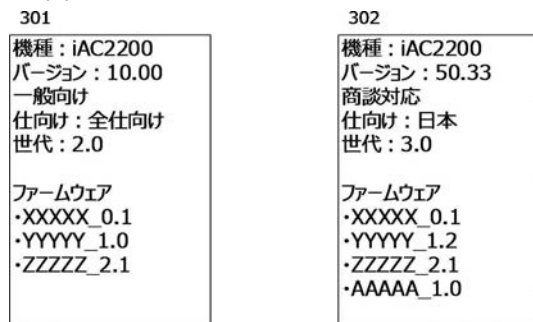 301
機種：iAC2200
バージョン：10.00
一般向け
仕向け：全仕向け
世代：2.0
ファームウェア
・XXXXX_0.1
・YYYYY_1.0
・ZZZZZ_2.1
302
機種：iAC2200
バージョン：50.33
商談対応
仕向け：日本
世代：3.0
ファームウェア
・XXXXX_0.1
・YYYYY_1.2
・ZZZZZ_2.1
・AAAAA_1.0